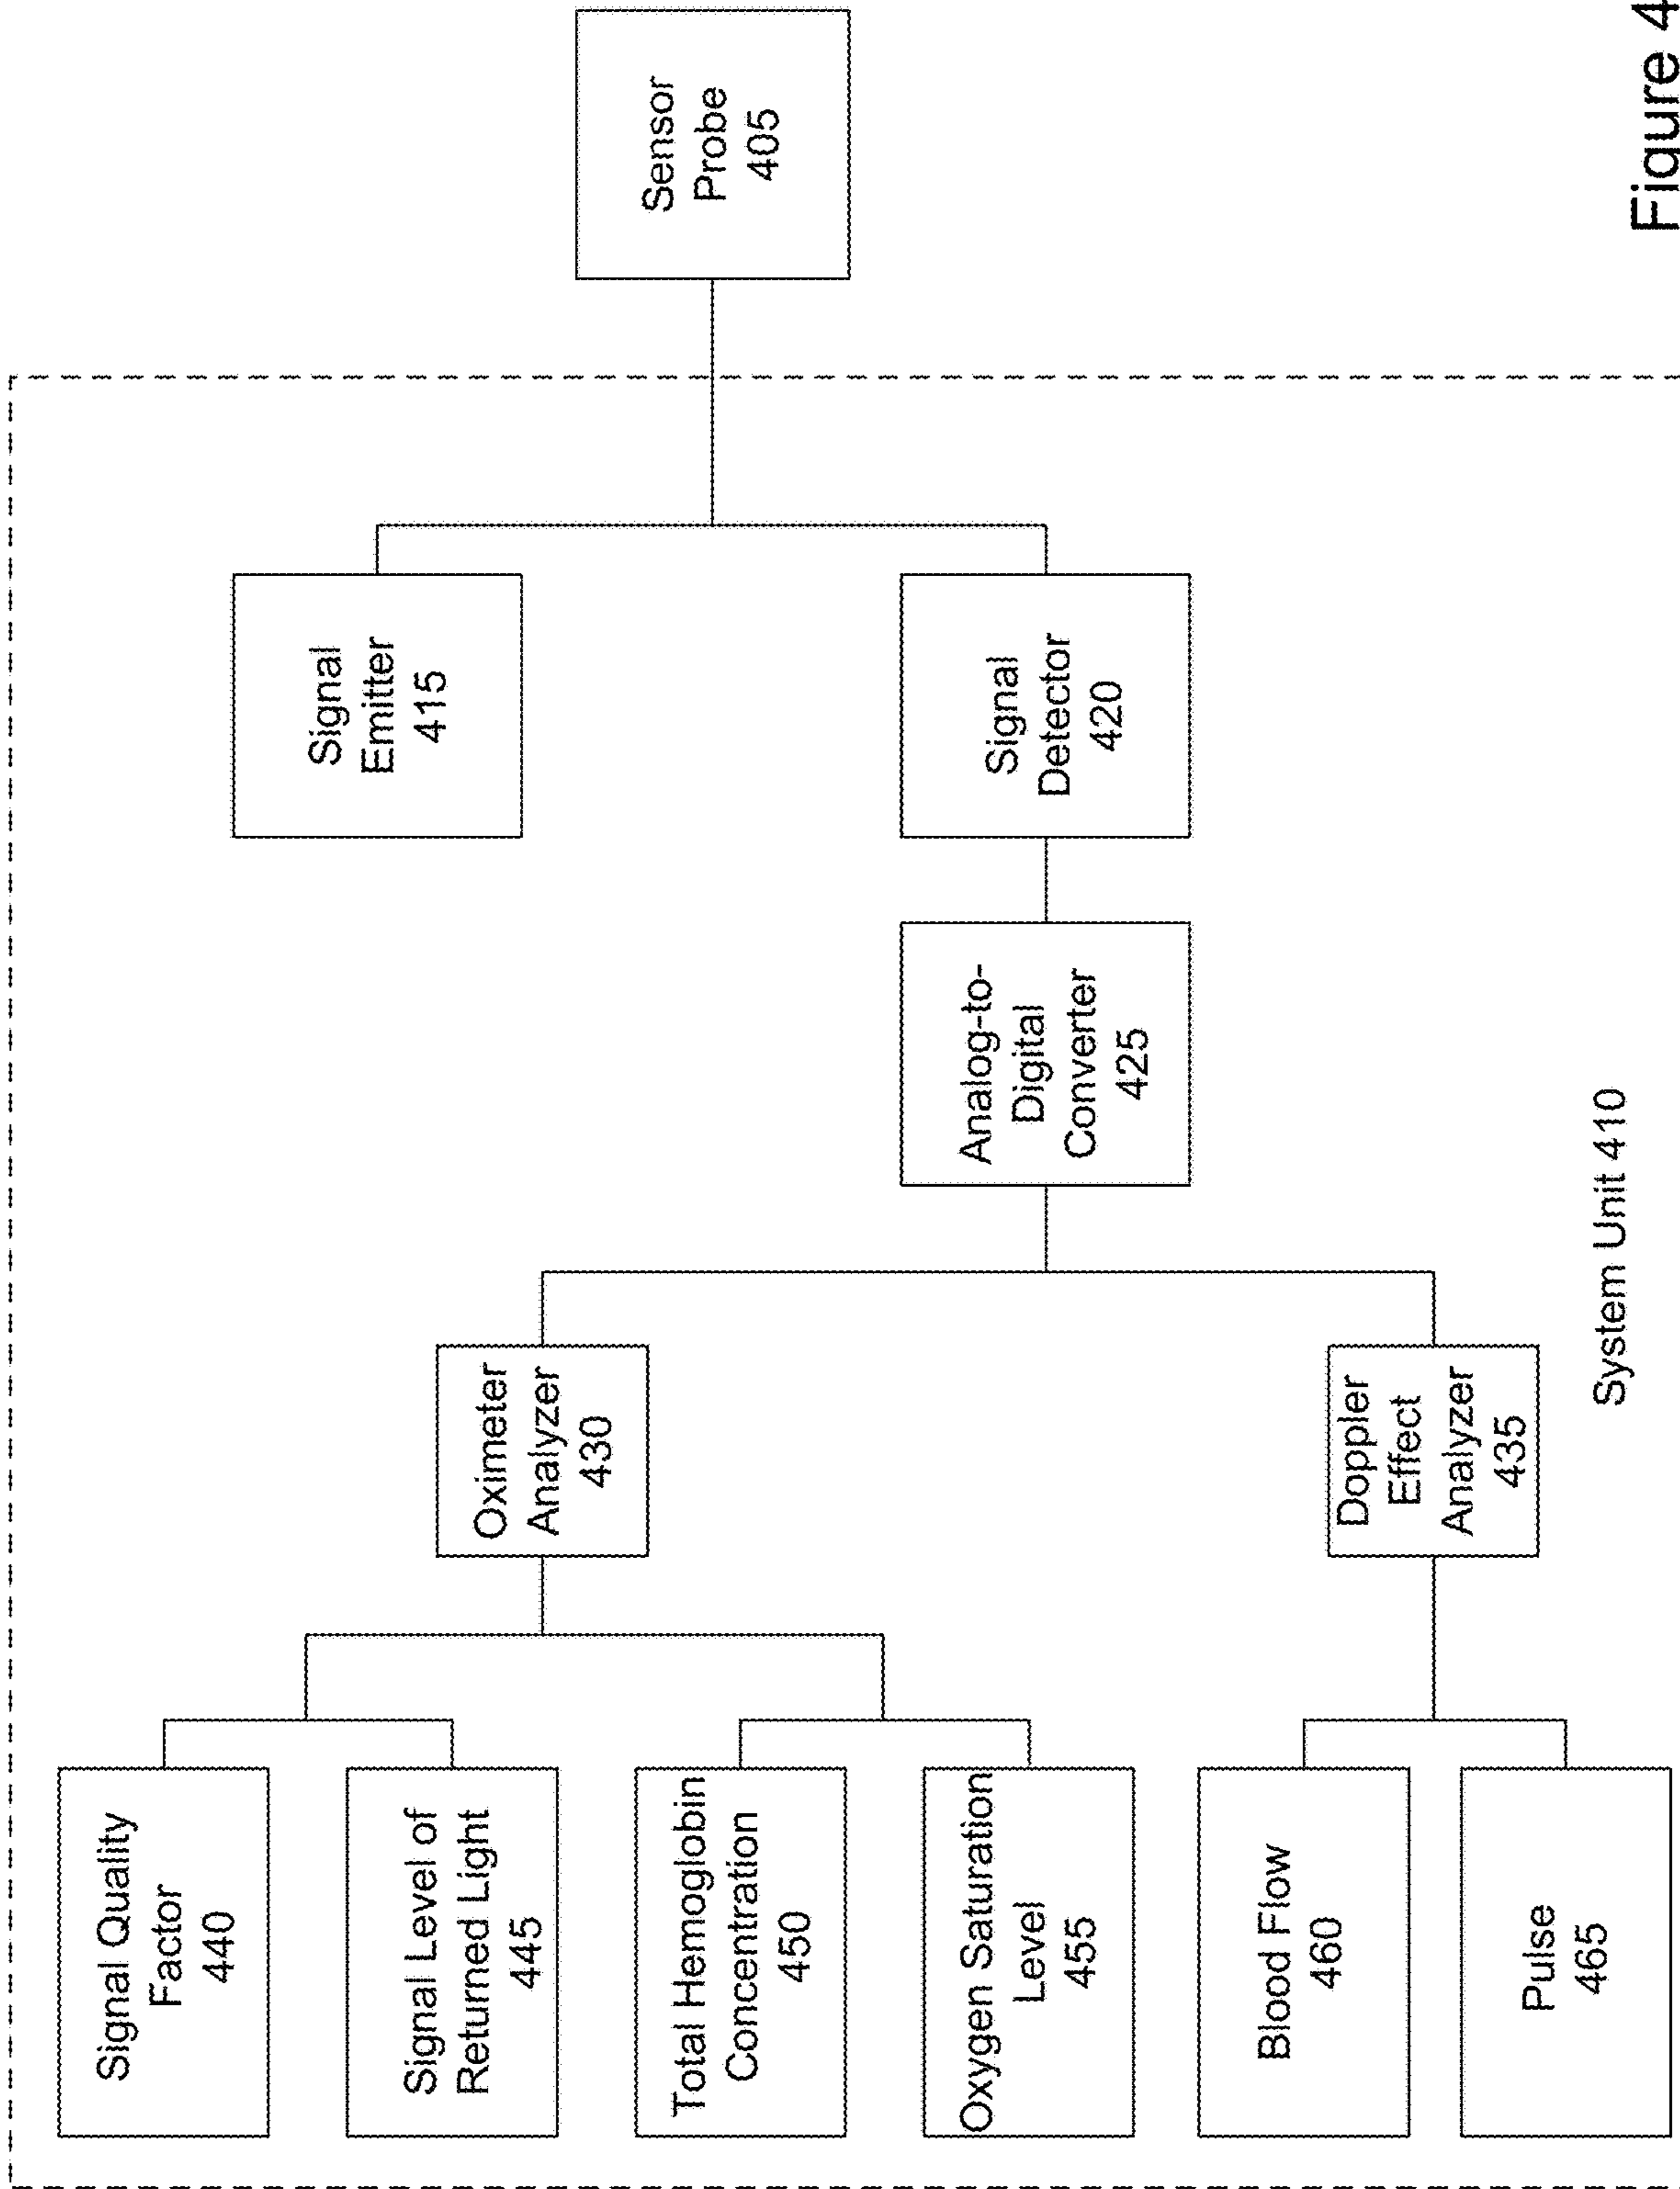 Signal Quality
Factor
440
Signal Level of
Returned Light
445
Total Hemoglobin
Concentration
450
Oxygen Saturation
Level
455
Blood Flow
460
Pulse
465
Oximeter
Analyzer
430
Doppler
Effect
Analyzer
435
Analog-to-
Digital
Converter
425
Signal
Emitter
415
Signal
Detector
420
Sensor
Probe
405
System Unit 410
Figure 4